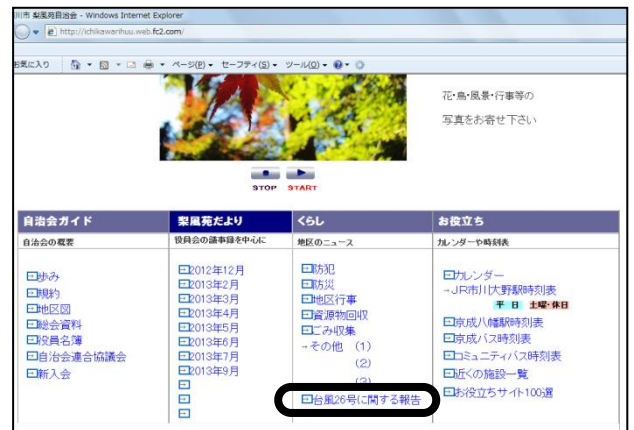 川市 梨風苑自治会 - Windows Internet Explorer
http://ichikawarihuu.web.fc2.com/
お気に入り ページ(P) セーフティ(S) ツール(O)
花・鳥・風景・行事等の
写真をお寄せ下さい
STOP START
自治会ガイド 梨風苑だより くらし お役立ち
自治会の概要 役員会の議事録を中心に 地区のニュース カレンダーや時刻表
歩み
規約
地区図
総会資料
役員名簿
自治会連合協議会
新入会
2012年12月
2013年2月
2013年3月
2013年4月
2013年5月
2013年6月
2013年7月
2013年9月
防犯
防災
地区行事
資源物回収
ごみ収集
→その他 (1)
(2)
(3)
台風26号に関する報告
カレンダー
→JR市川大野駅時刻表
平 日 土曜・休日
京成八幡駅時刻表
京成バス時刻表
コミュニティバス時刻表
近くの施設一覧
お役立ちサイト100選